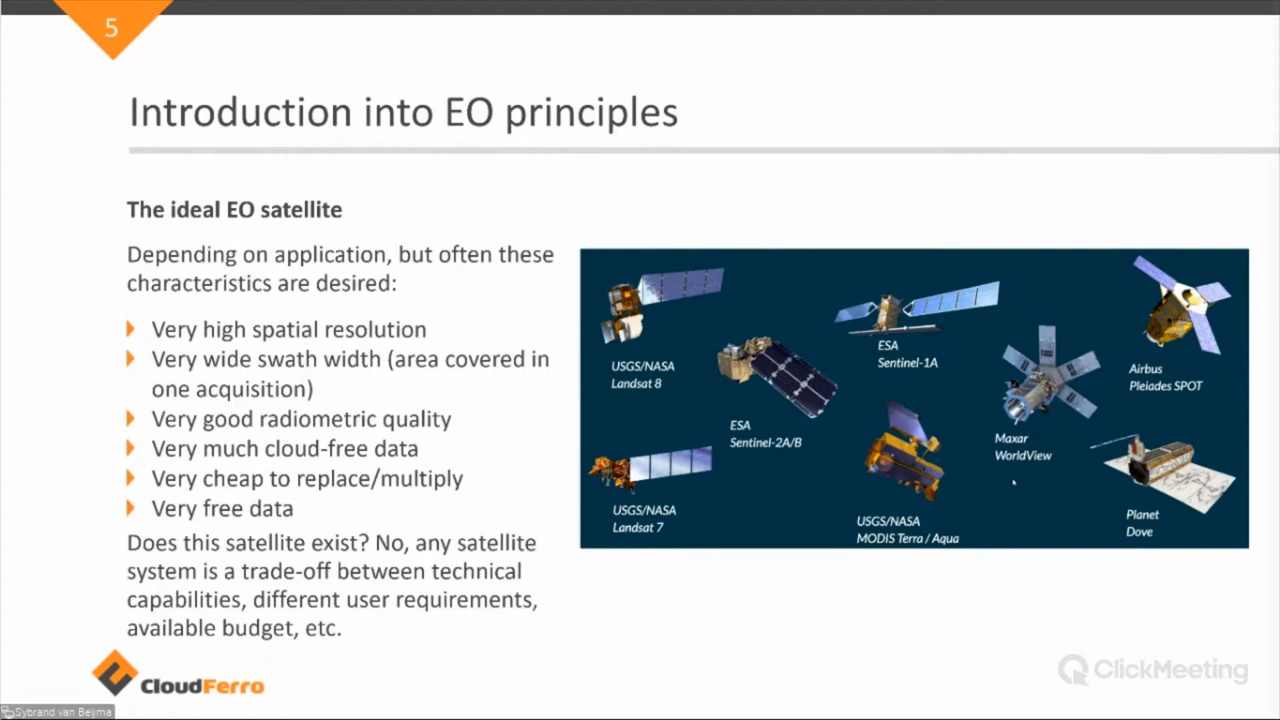 5
Introduction into EO principles
The ideal EO satellite
Depending on application, but often these
characteristics are desired:
Very high spatial resolution
Very wide swath width (area covered in
one acquisition)
Very good radiometric quality
Very much cloud-free data
Very cheap to replace/multiply
Very free data
Does this satellite exist? No, any satellite
system is a trade-off between technical
capabilities, different user requirements,
available budget, etc.
USGS/NASA
Landsat 8
ESA
Sentinel-2A/B
ESA
Sentinel-1A
Airbus
Pleiades SPOT
Maxar
WorldView
USGS/NASA
Landsat 7
USGS/NASA
MODIS Terra / Aqua
Planet
Dove
CloudFerro
ClickMeeting
Sybrand van Beijma